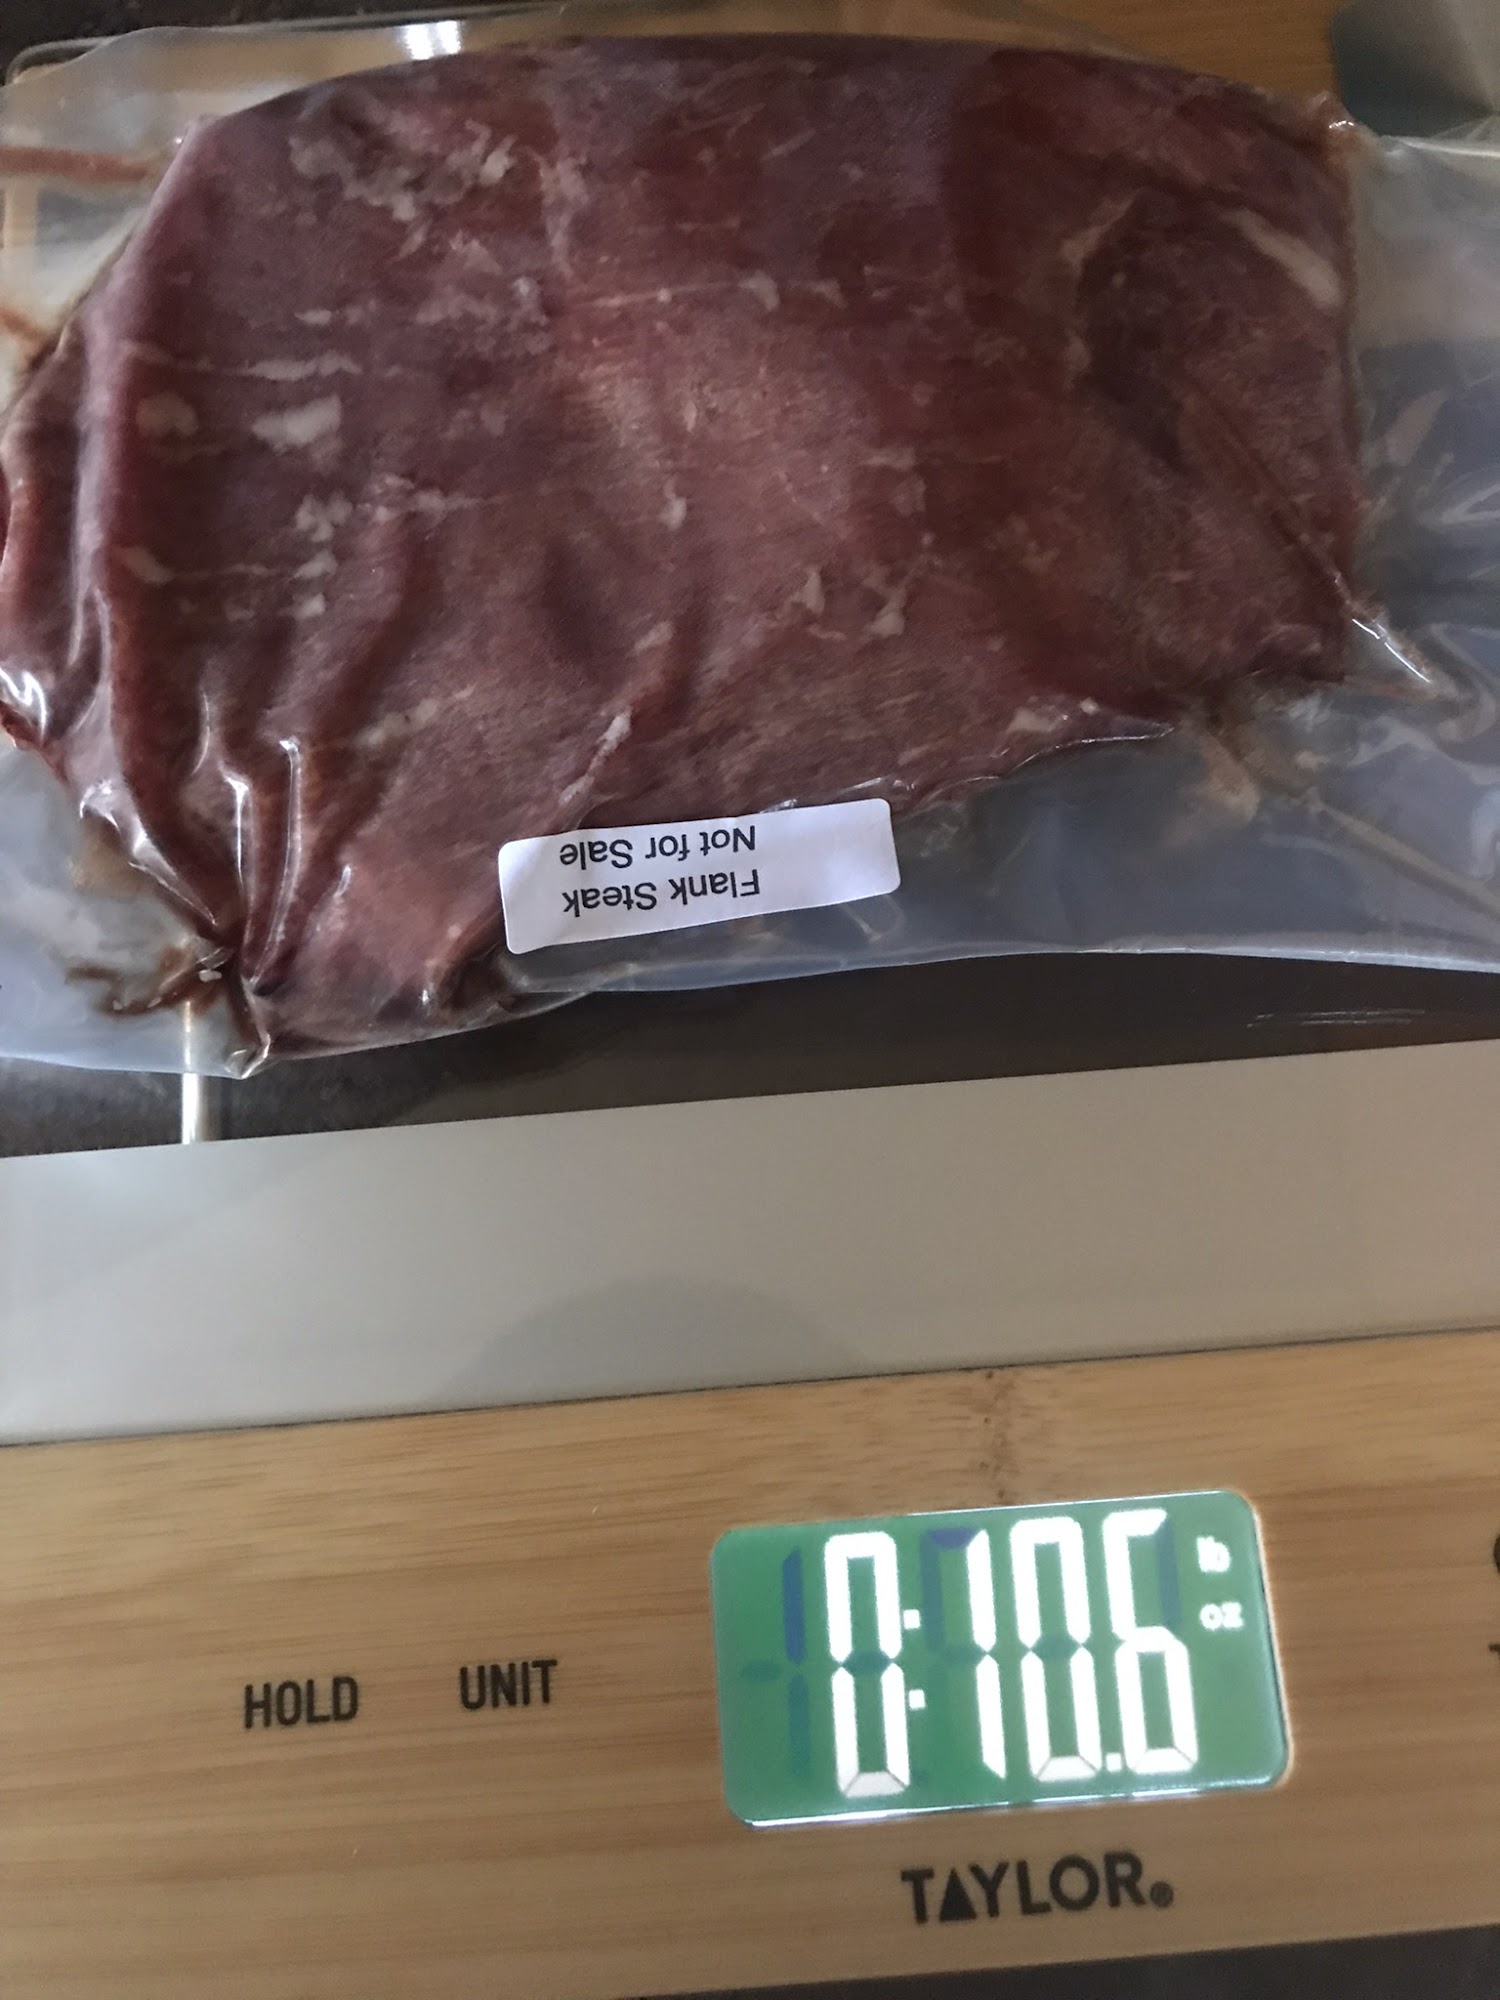 Flank Steak
Not for Sale
0:10.6
lb
oz
HOLD UNIT
TAYLOR®